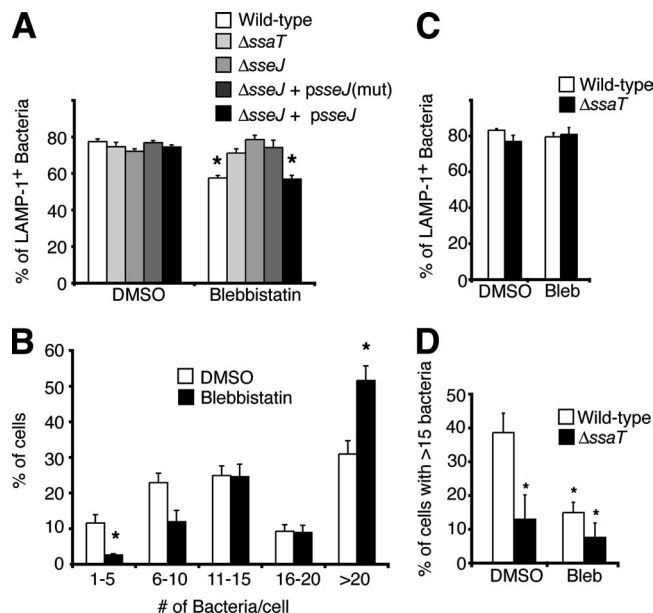 A
Wild-type
ΔssaT
ΔsseJ
ΔsseJ + psseJ(mut)
ΔsseJ + psseJ
% of LAMP-1+ Bacteria
100
80
60
40
20
0
* *
DMSO Blebbistatin
B
DMSO
Blebbistatin
% of cells
60
50
40
30
20
10
0
* *
1-5 6-10 11-15 16-20 >20
# of Bacteria/cell
C
Wild-type
ΔssaT
% of LAMP-1+ Bacteria
100
80
60
40
20
0
DMSO Bleb
D
Wild-type
ΔssaT
% of cells with >15 bacteria
50
40
30
20
10
0
* * *
DMSO Bleb